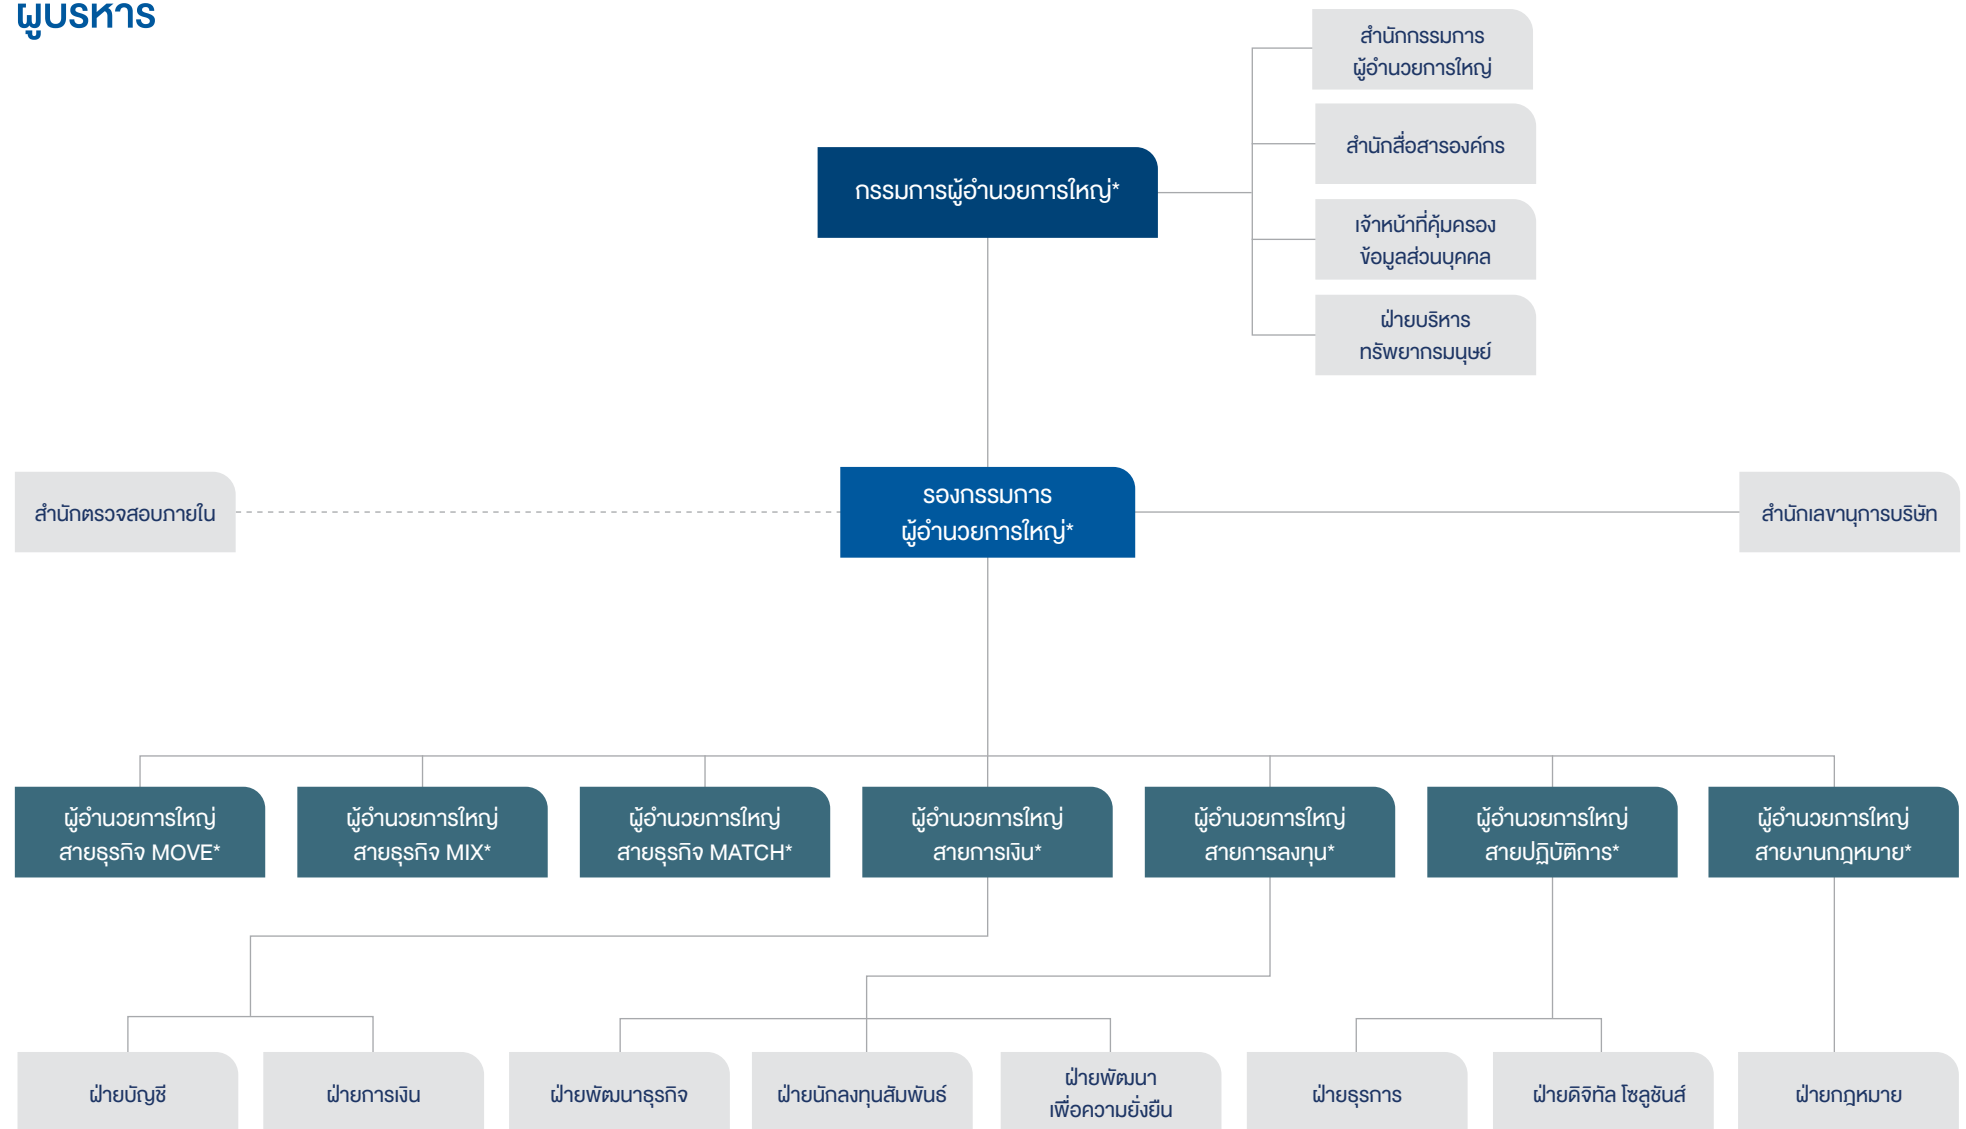 ผู้บริหาร
สำนักกรรมการ
ผู้อำนวยการใหญ่
สำนักสื่อสารองค์กร
กรรมการผู้อำนวยการใหญ่*
เจ้าหน้าที่คุ้มครอง
ข้อมูลส่วนบุคคล
ฝ่ายบริหาร
ทรัพยากรมนุษย์
สำนักตรวจสอบภายใน
รองกรรมการ
ผู้อำนวยการใหญ่*
สำนักเลขานุการบริษัท
ผู้อำนวยการใหญ่
สายธุรกิจ MOVE*
ผู้อำนวยการใหญ่
สายธุรกิจ MIX*
ผู้อำนวยการใหญ่
สายธุรกิจ MATCH*
ผู้อำนวยการใหญ่
สายการเงิน*
ผู้อำนวยการใหญ่
สายการลงทุน*
ผู้อำนวยการใหญ่
สายปฏิบัติการ*
ผู้อำนวยการใหญ่
สายงานกฎหมาย*
ฝ่ายบัญชี
ฝ่ายการเงิน
ฝ่ายพัฒนาธุรกิจ
ฝ่ายนักลงทุนสัมพันธ์
ฝ่ายพัฒนา
เพื่อความยั่งยืน
ฝ่ายธุรการ
ฝ่ายดิจิทัล โซลูชันส์
ฝ่ายกฎหมาย